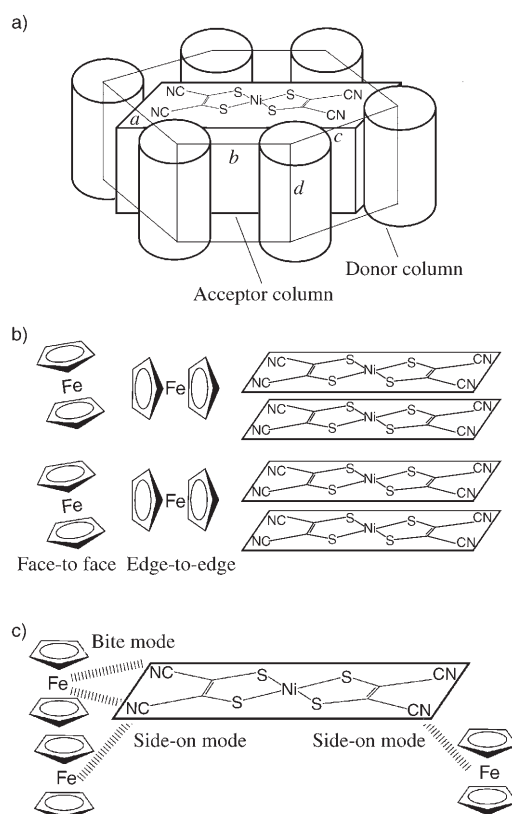 a)
NC S S CN
Ni
NC S S CN
a c
b
d
Donor column
Acceptor column
b)
NC S S CN
Fe Fe Ni
NC S S CN
NC S S CN
Ni
NC S S CN
NC S S CN
Fe Fe Ni
NC S S CN
NC S S CN
Ni
NC S S CN
Face-to face Edge-to-edge
c)
Bite mode
NC S S CN
Fe Ni
NC S S CN
Side-on mode Side-on mode
Fe Fe